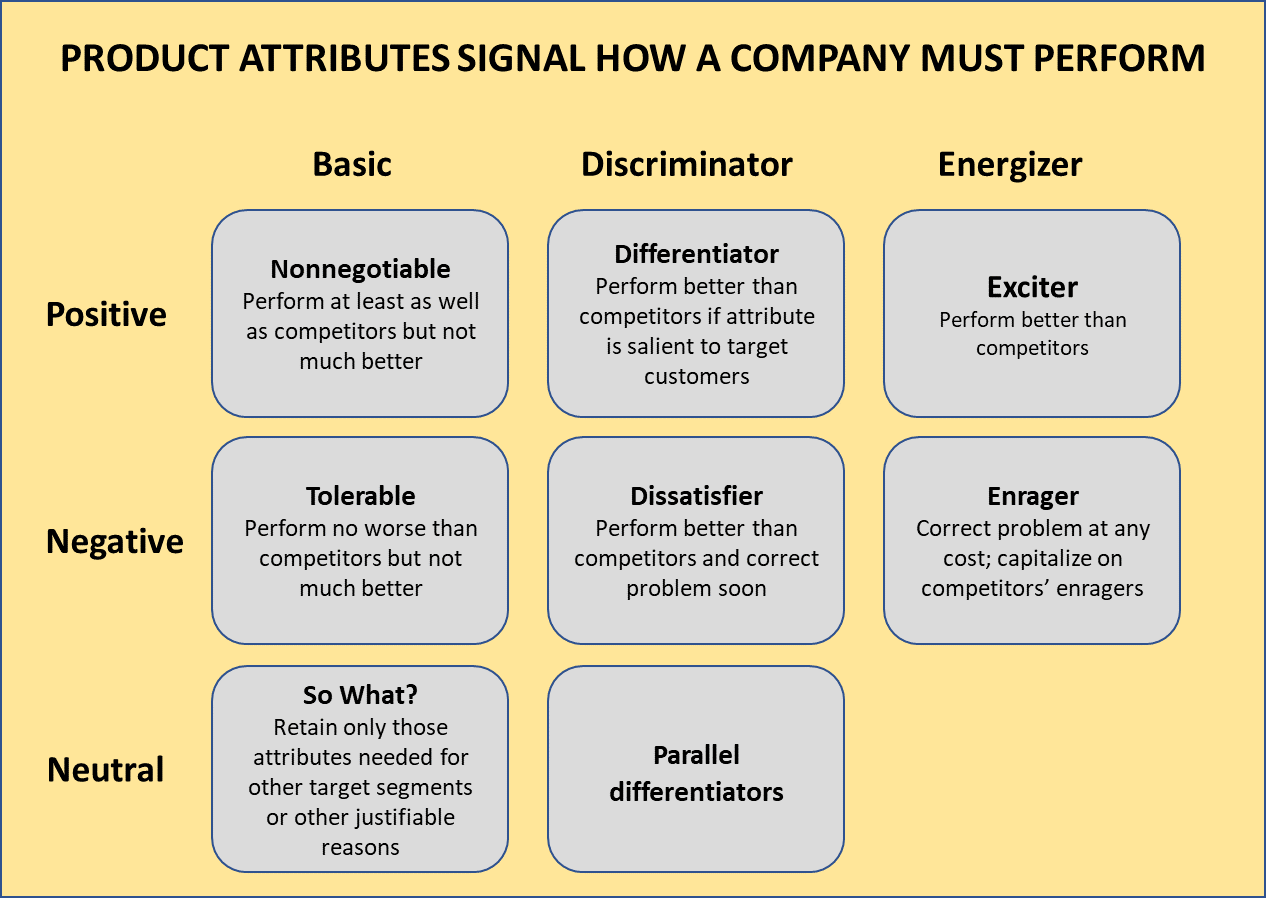 PRODUCT ATTRIBUTES SIGNAL HOW A COMPANY MUST PERFORM
Basic
Discriminator
Energizer
Positive
Nonnegotiable
Perform at least as well
as competitors but not
much better
Differentiator
Perform better than
competitors if attribute
is salient to target
customers
Exciter
Perform better than
competitors
Negative
Tolerable
Perform no worse than
competitors but not
much better
Dissatisfier
Perform better than
competitors and correct
problem soon
Enrager
Correct problem at any
cost; capitalize on
competitors’ enragers
Neutral
So What?
Retain only those
attributes needed for
other target segments
or other justifiable
reasons
Parallel
differentiators